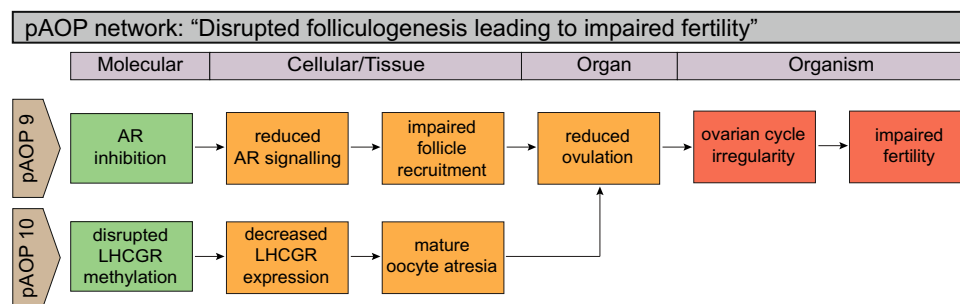 pAOP network: “Disrupted folliculogenesis leading to impaired fertility”
Molecular
Cellular/Tissue
Organ
Organism
pAOP 9
AR
inhibition
reduced
AR signalling
impaired
follicle
recruitment
reduced
ovulation
ovarian cycle
irregularity
impaired
fertility
pAOP 10
disrupted
LHCGR
methylation
decreased
LHCGR
expression
mature
oocyte atresia